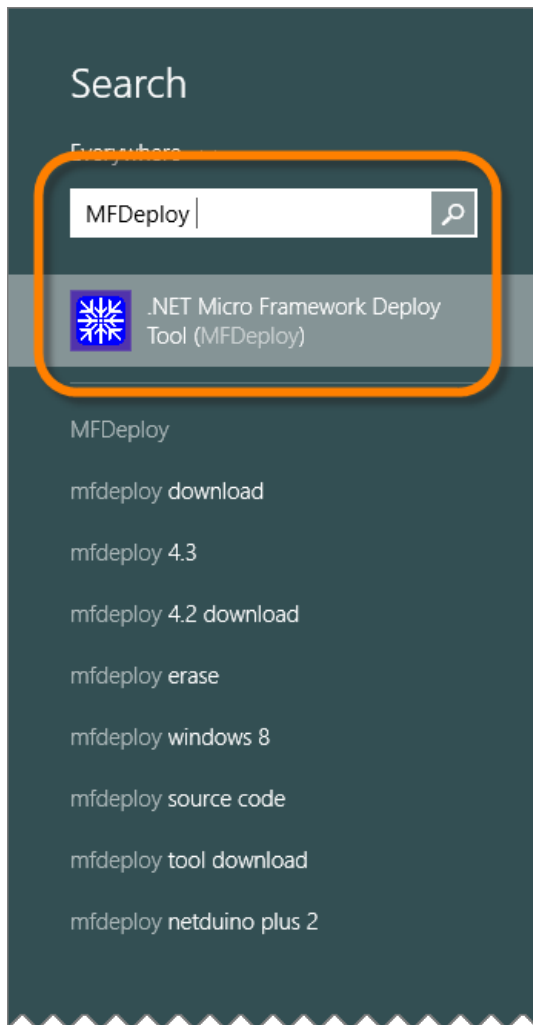 Search
Everywhere
MFDeploy
.NET Micro Framework Deploy
Tool (MFDeploy)
MFDeploy
mfdeploy download
mfdeploy 4.3
mfdeploy 4.2 download
mfdeploy erase
mfdeploy windows 8
mfdeploy source code
mfdeploy tool download
mfdeploy netduino plus 2